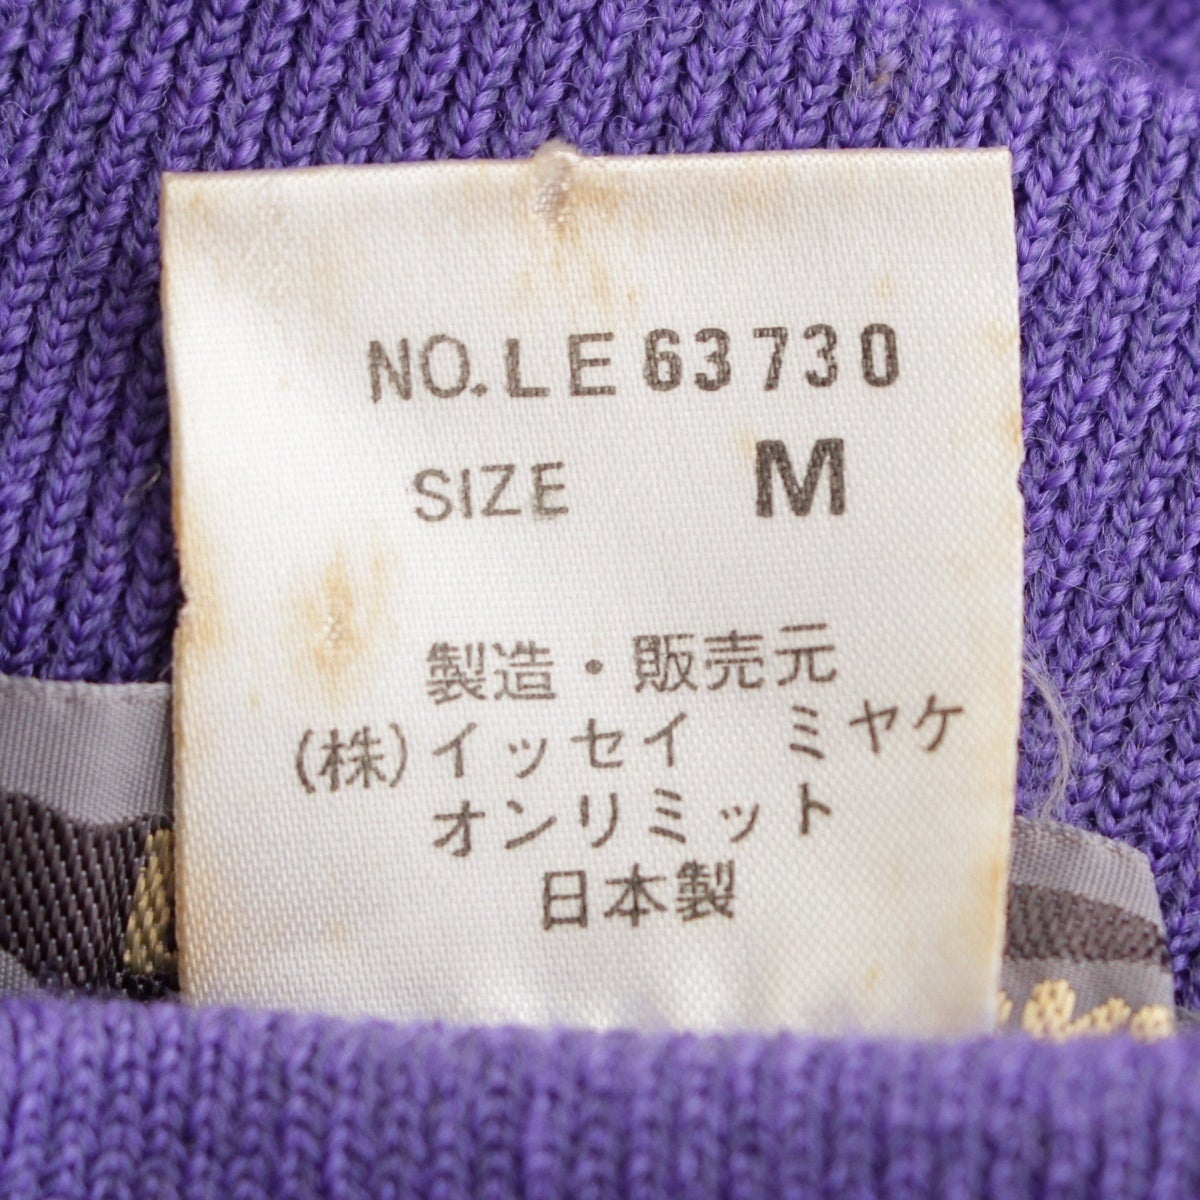 NO.LE63730
SIZE M
製造・販売元
(株)イッセイ ミヤケ
オンリミット
日本製